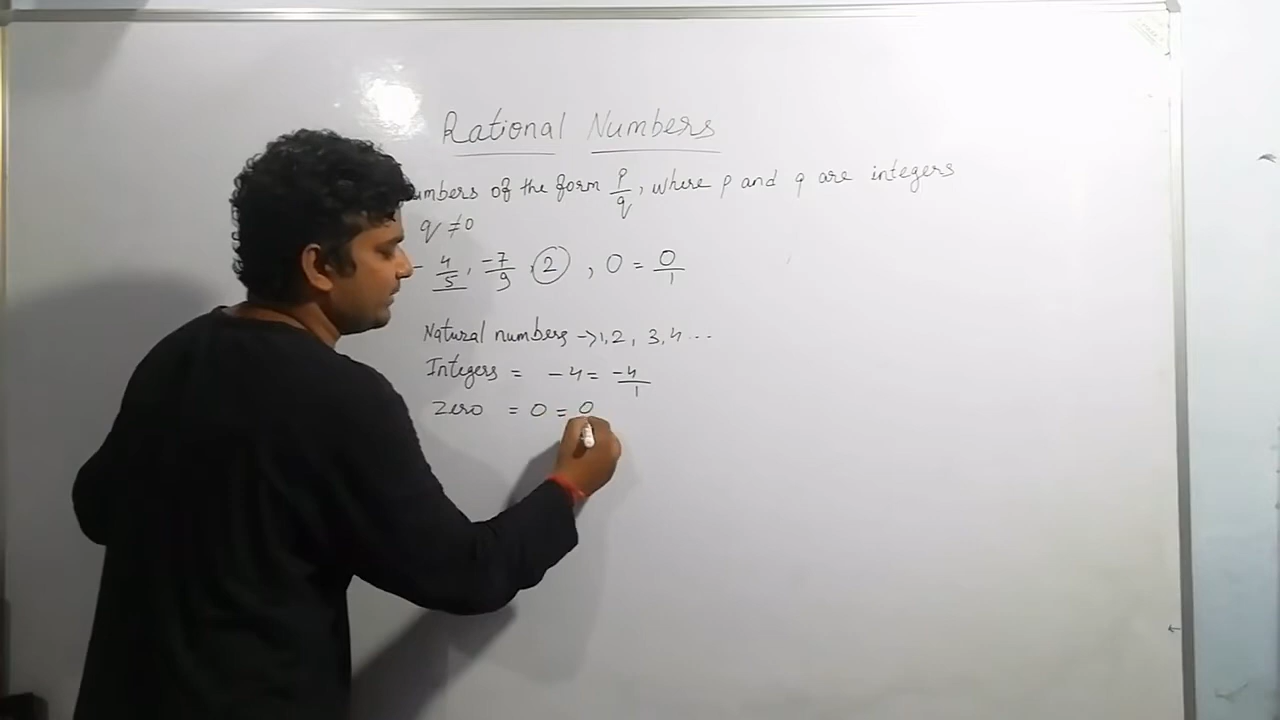 Rational Numbers
umbers of the form p/q, where p and q are integers
q ≠ 0
- 4/5, -7/9, 2, 0 = 0/1
Natural numbers → 1, 2, 3, 4 ...
Integers = -4 = -4/1
Zero = 0 = 0